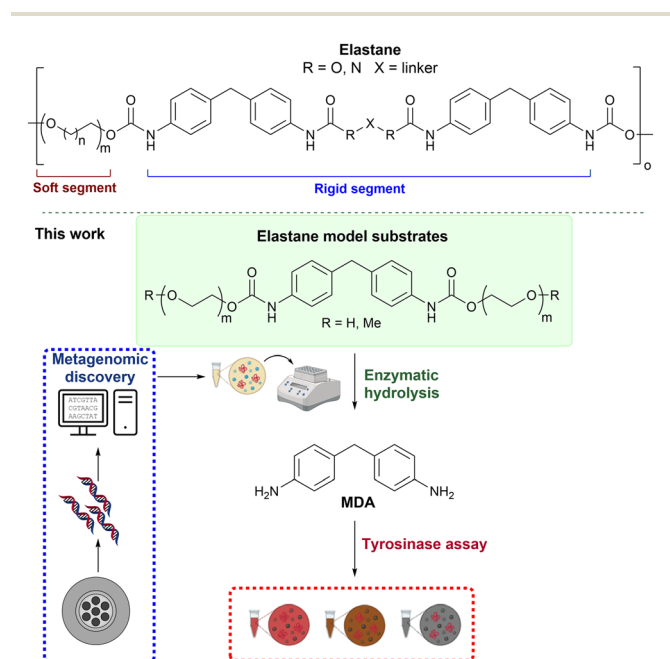 Elastane
R = O, N X = linker
O
O
O
O
O
n
m
O
N
H
N
H
R
X
R
N
H
N
H
O
o
Soft segment
Rigid segment
This work
Elastane model substrates
O
O
R
O
m
O
N
H
N
H
O
O
m
R
R = H, Me
Metagenomic
discovery
ATCGTTA
CGTAACG
AAGCTAT
Enzymatic
hydrolysis
H₂N
NH₂
MDA
Tyrosinase assay